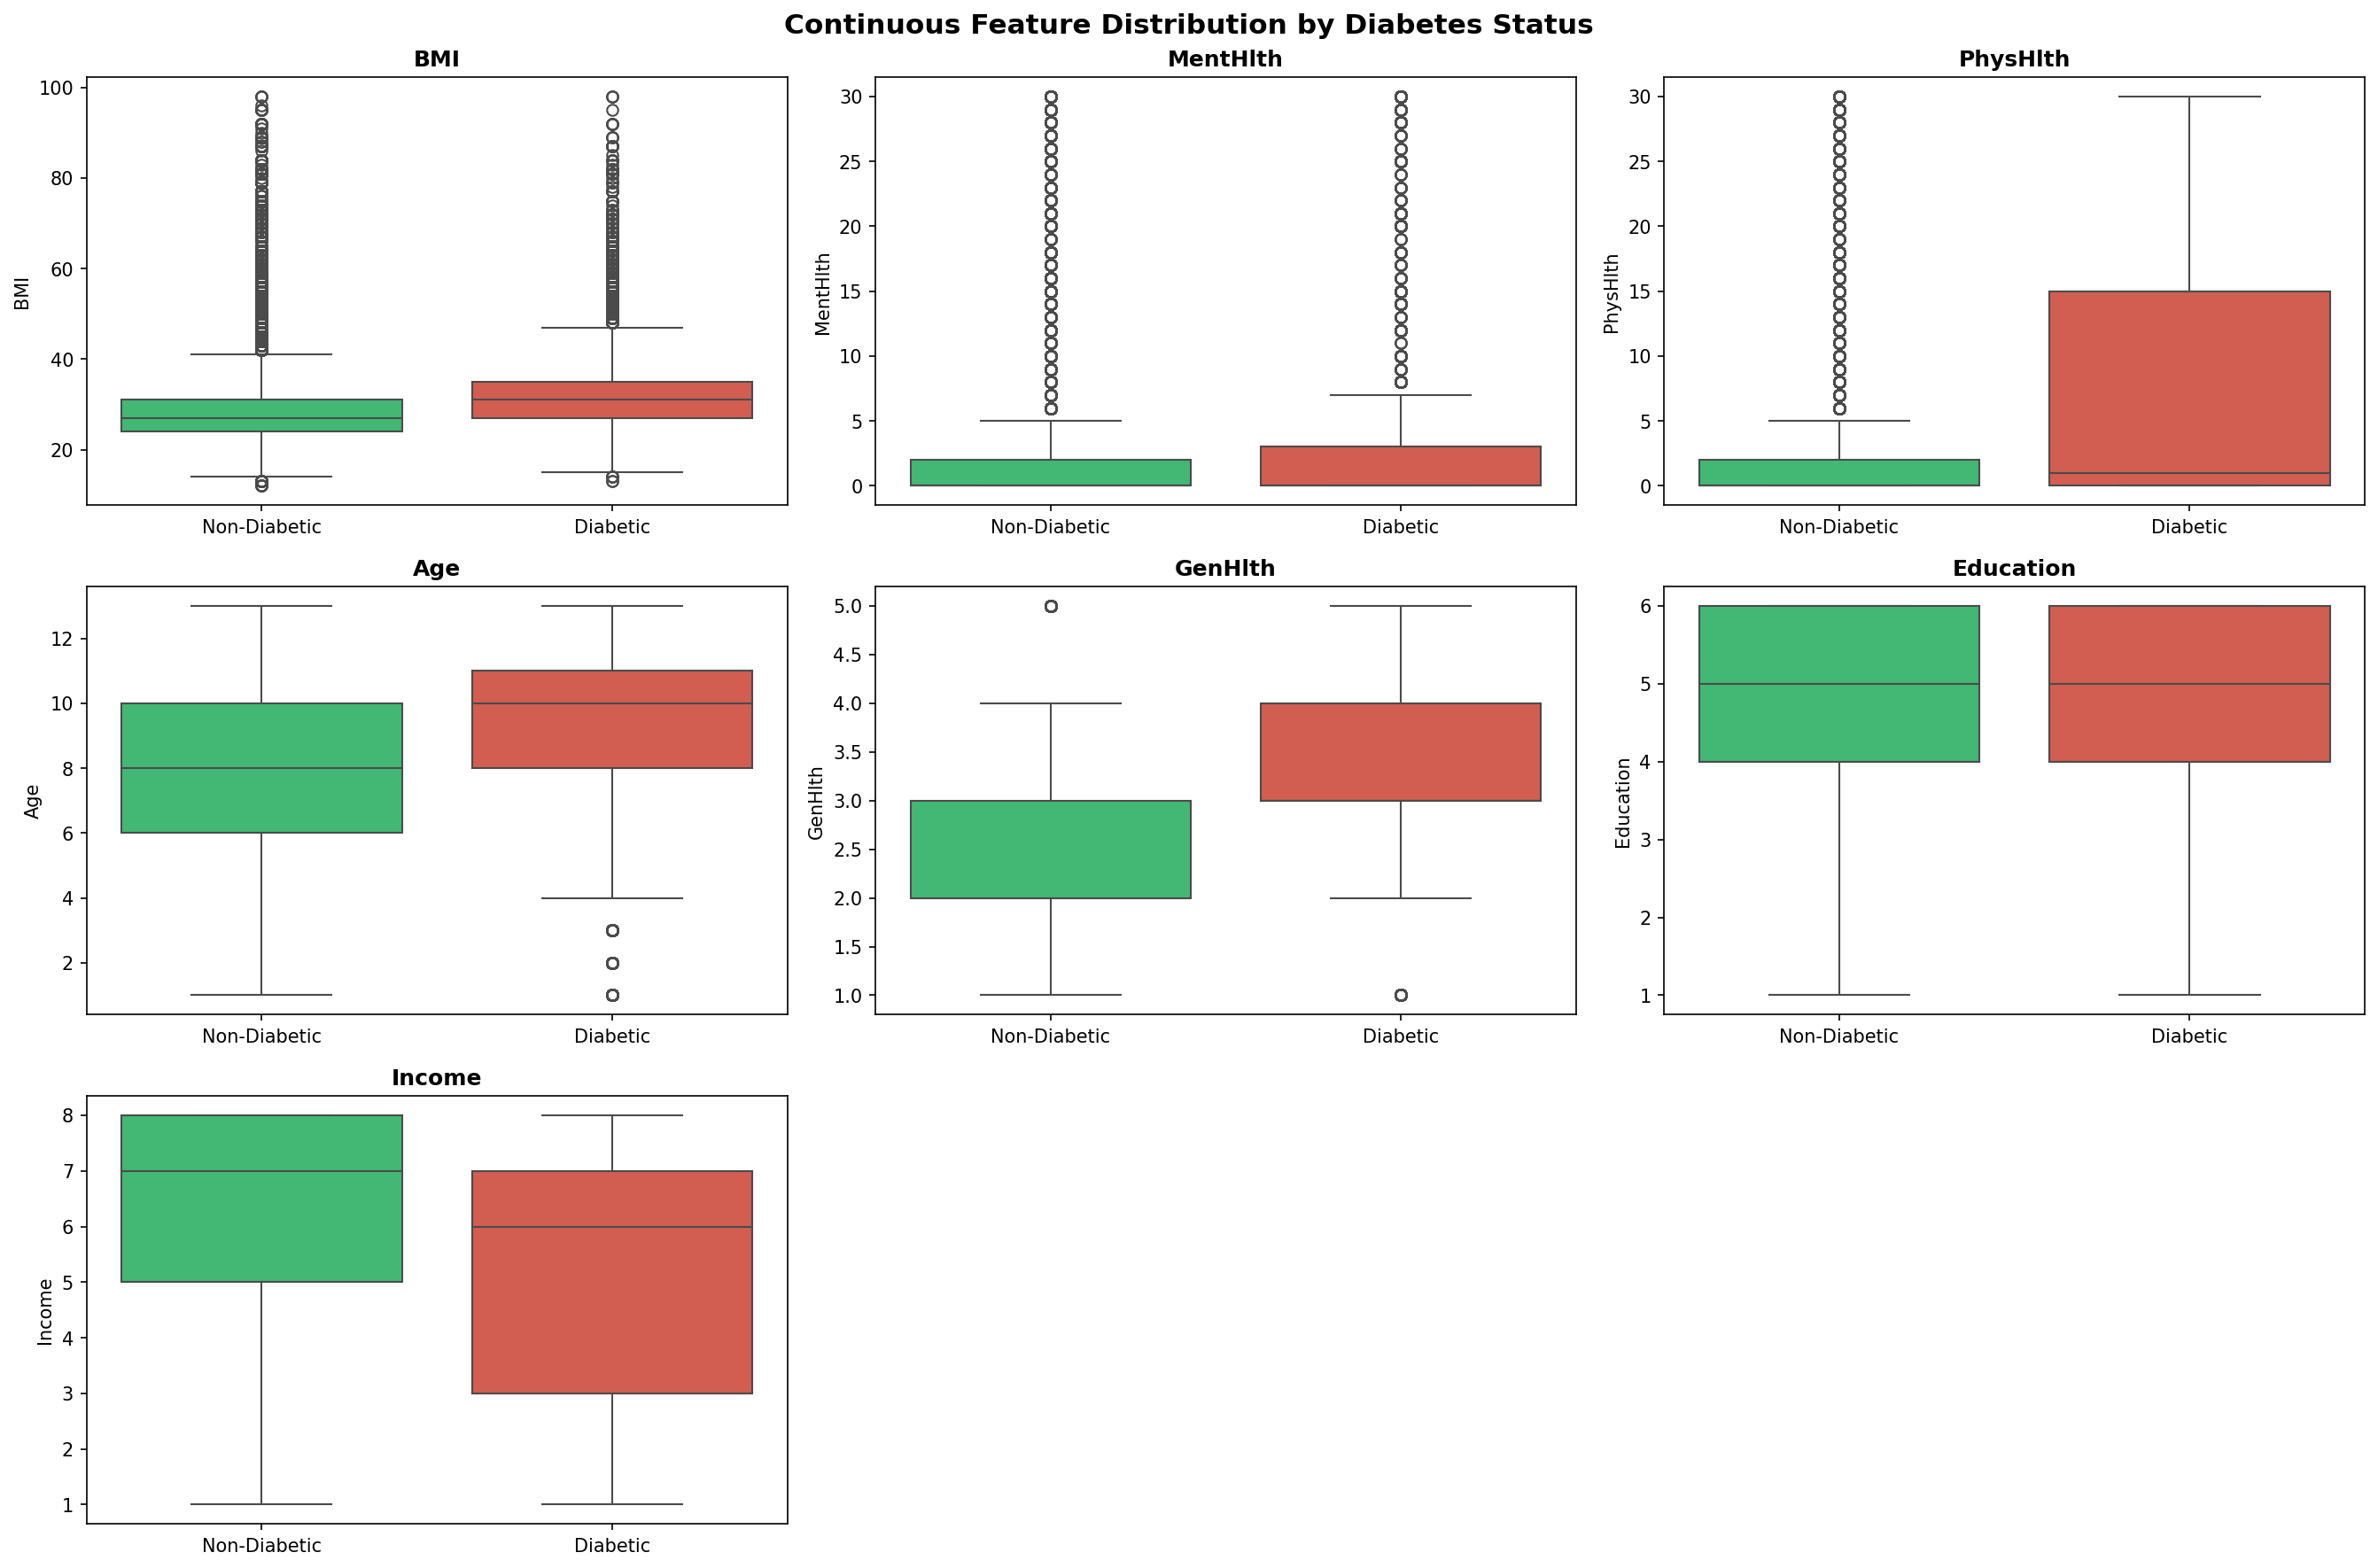 Continuous Feature Distribution by Diabetes Status
BMI
100
80
60
40
20
BMI
Non-Diabetic
Diabetic
MentHlth
30
25
20
15
10
5
0
MentHlth
Non-Diabetic
Diabetic
PhysHlth
30
25
20
15
10
5
0
PhysHlth
Non-Diabetic
Diabetic
Age
12
10
8
6
4
2
Age
Non-Diabetic
Diabetic
GenHlth
5.0
4.5
4.0
3.5
3.0
2.5
2.0
1.5
1.0
GenHlth
Non-Diabetic
Diabetic
Education
6
5
4
3
2
1
Education
Non-Diabetic
Diabetic
Income
8
7
6
5
4
3
2
1
Income
Non-Diabetic
Diabetic